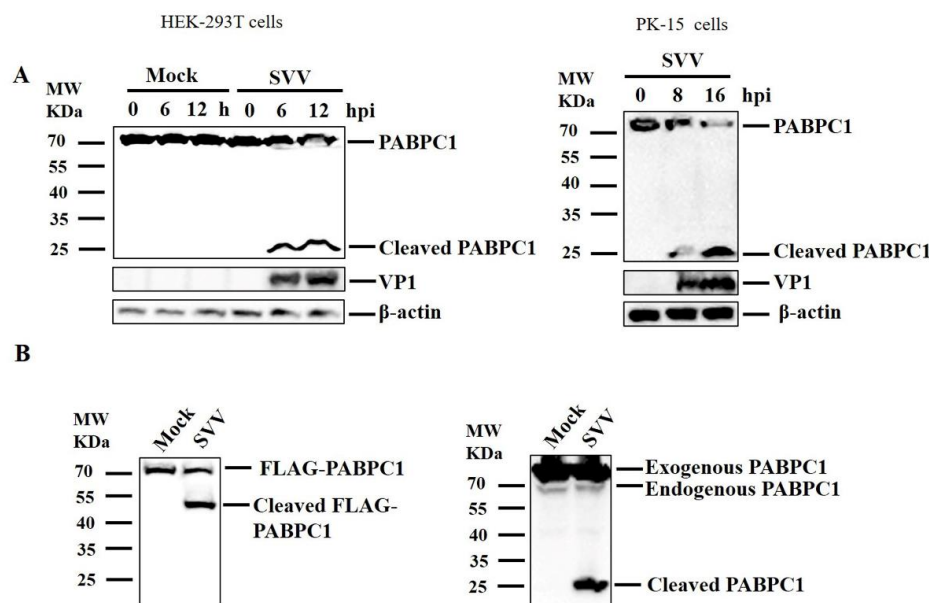 HEK-293T cells
PK-15 cells
A
MW
KDa
Mock
SVV
0 6 12 h 0 6 12 hpi
70
55
40
35
25
PABPC1
Cleaved PABPC1
VP1
β-actin
MW
KDa
SVV
0 8 16 hpi
70
55
40
35
25
PABPC1
Cleaved PABPC1
VP1
β-actin
B
MW
KDa
Mock
SVV
70
55
40
35
25
FLAG-PABPC1
Cleaved FLAG-
PABPC1
MW
KDa
Mock
SVV
70
55
40
35
25
Exogenous PABPC1
Endogenous PABPC1
Cleaved PABPC1